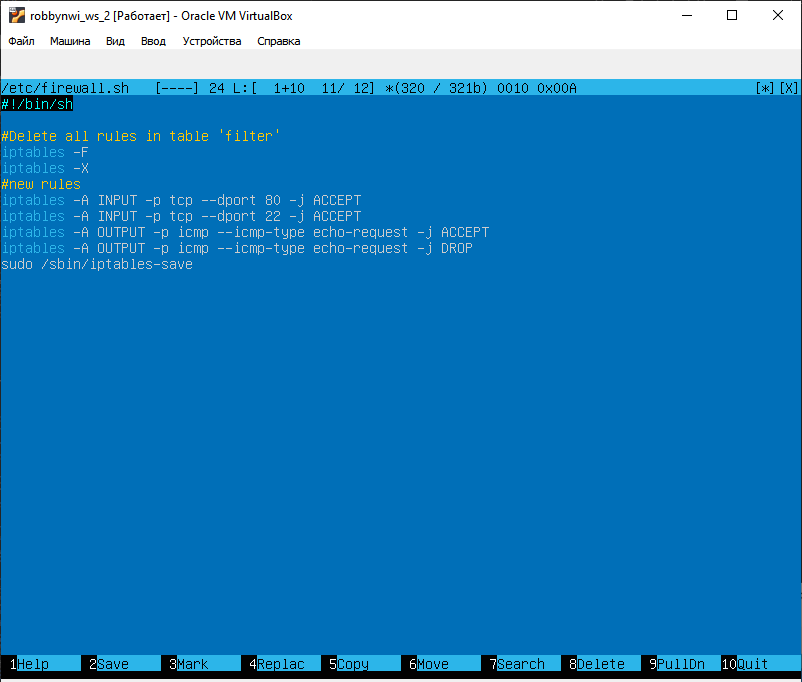 robbynwi_ws_2 [Работает] - Oracle VM VirtualBox
Файл Машина Вид Ввод Устройства Справка
/etc/firewall.sh [----] 24 L:[ 1+10 11/ 12] *(320 / 321b) 0010 0x00A [*][X]
#!/bin/sh
#Delete all rules in table 'filter'
iptables -F
iptables -X
#new rules
iptables -A INPUT -p tcp --dport 80 -j ACCEPT
iptables -A INPUT -p tcp --dport 22 -j ACCEPT
iptables -A OUTPUT -p icmp --icmp-type echo-request -j ACCEPT
iptables -A OUTPUT -p icmp --icmp-type echo-request -j DROP
sudo /sbin/iptables-save
1Help 2Save 3Mark 4Replac 5Copy 6Move 7Search 8Delete 9PullDn 10Quit